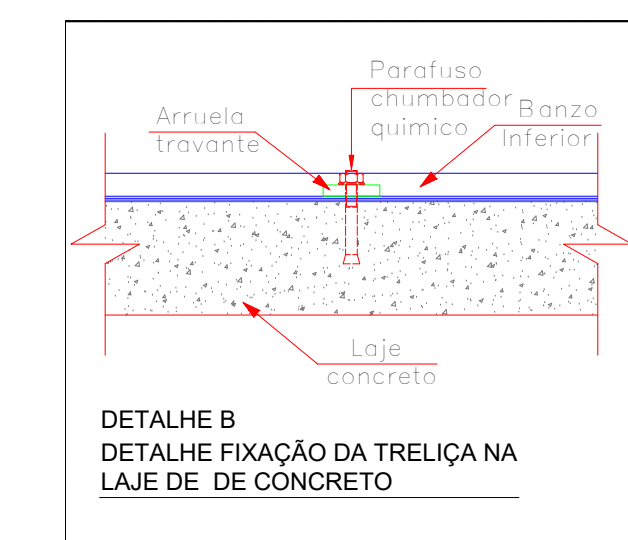 Parafuso
chumbador
quimico
Banzo
Inferior
Arruela
travante
Laje
concreto
DETALHE B
DETALHE FIXAÇÃO DA TRELIÇA NA
LAJE DE DE CONCRETO